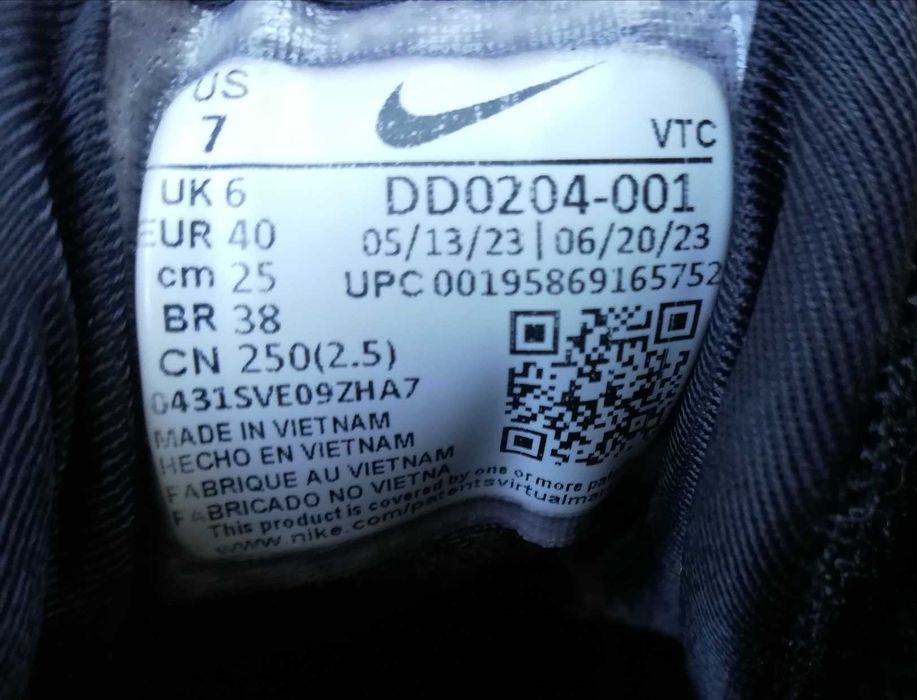 US
7
VTC
UK 6
DD0204-001
EUR 40
05/13/23 | 06/20/23
cm 25
UPC 00195869165752
BR 38
CN 250(2.5)
0431SVE09ZHA7
MADE IN VIETNAM
HECHO EN VIETNAM
FABRIQUE AU VIETNAM
FABRICADO NO VIETNA
This product is covered by one or more
www.nike.com/patentsvirtualma